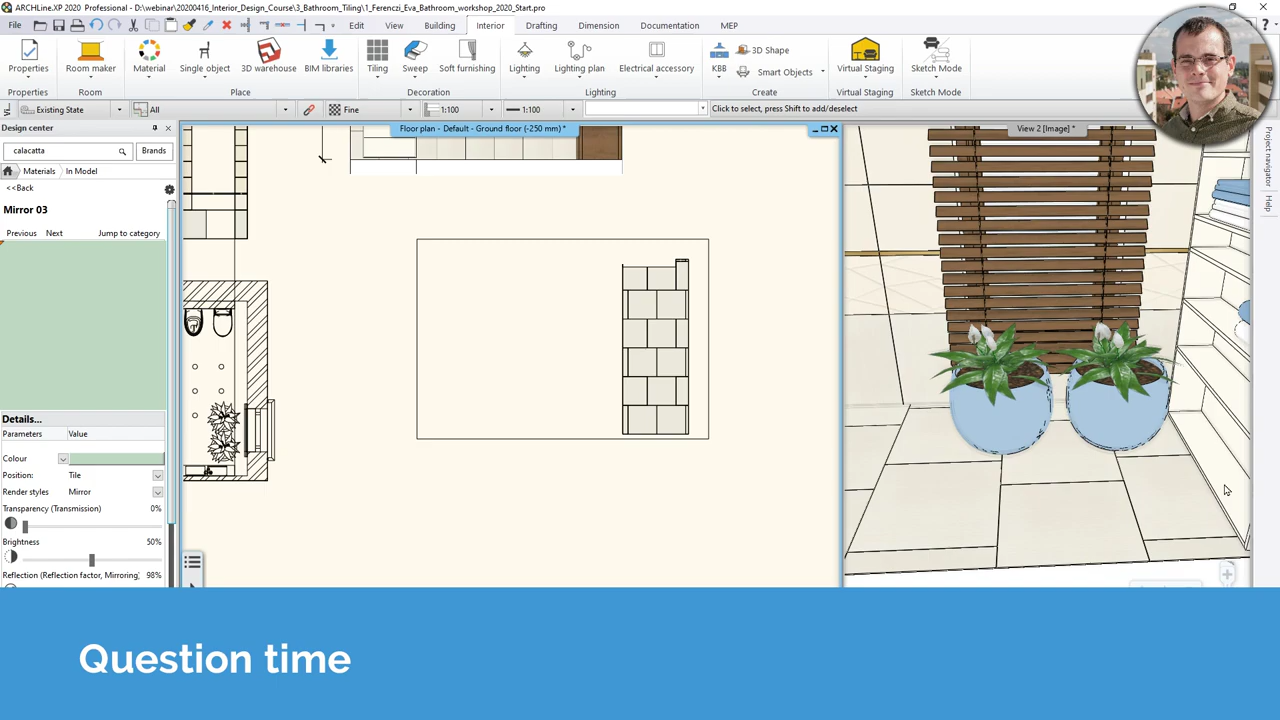 ARCHLine.XP 2020 Professional - D:\webinar\20200416_Interior_Design_Course\3_Bathroom_Tiling\1_Ferenczi_Eva_Bathroom_workshop_2020_Start.pro
File Edit View Building Interior Drafting Dimension Documentation MEP
Properties Room maker Material Single object 3D warehouse BIM libraries Tiling Sweep Soft furnishing Lighting Lighting plan Electrical accessory KBB 3D Shape Smart Objects Virtual Staging Sketch Mode
Properties Room Place Decoration Lighting Create Virtual Staging Sketch Mode
Existing State All Fine 1:100 1:100 Click to select, press Shift to add/deselect
Design center
Floor plan - Default - Ground floor (-250 mm) *
View 2 [Image] *
calacatta Brands
Materials In Model
<<Back
Mirror 03
Previous Next Jump to category
Project navigator
Help
Details...
Parameters Value
Colour
Position: Tile
Render styles Mirror
Transparency (Transmission) 0%
Brightness 50%
Reflection (Reflection factor, Mirroring) 98%
Question time